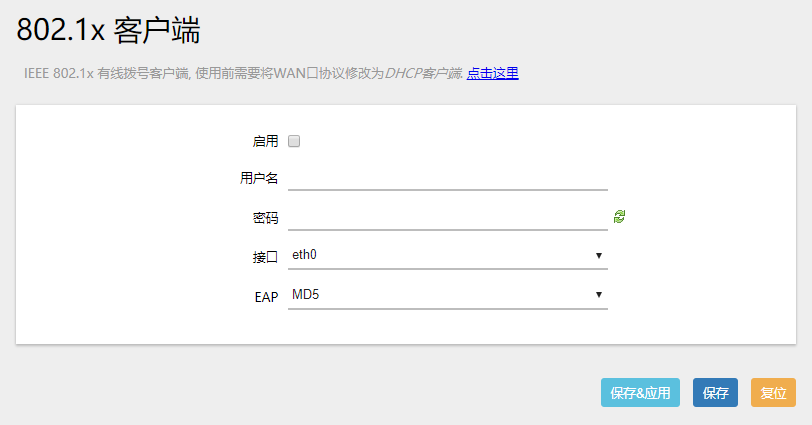 802.1x 客户端
IEEE 802.1x 有线拨号客户端, 使用前需要将WAN口协议修改为DHCP客户端. 点击这里
启用
用户名
密码
接口 eth0
EAP MD5
保存&应用 保存 复位